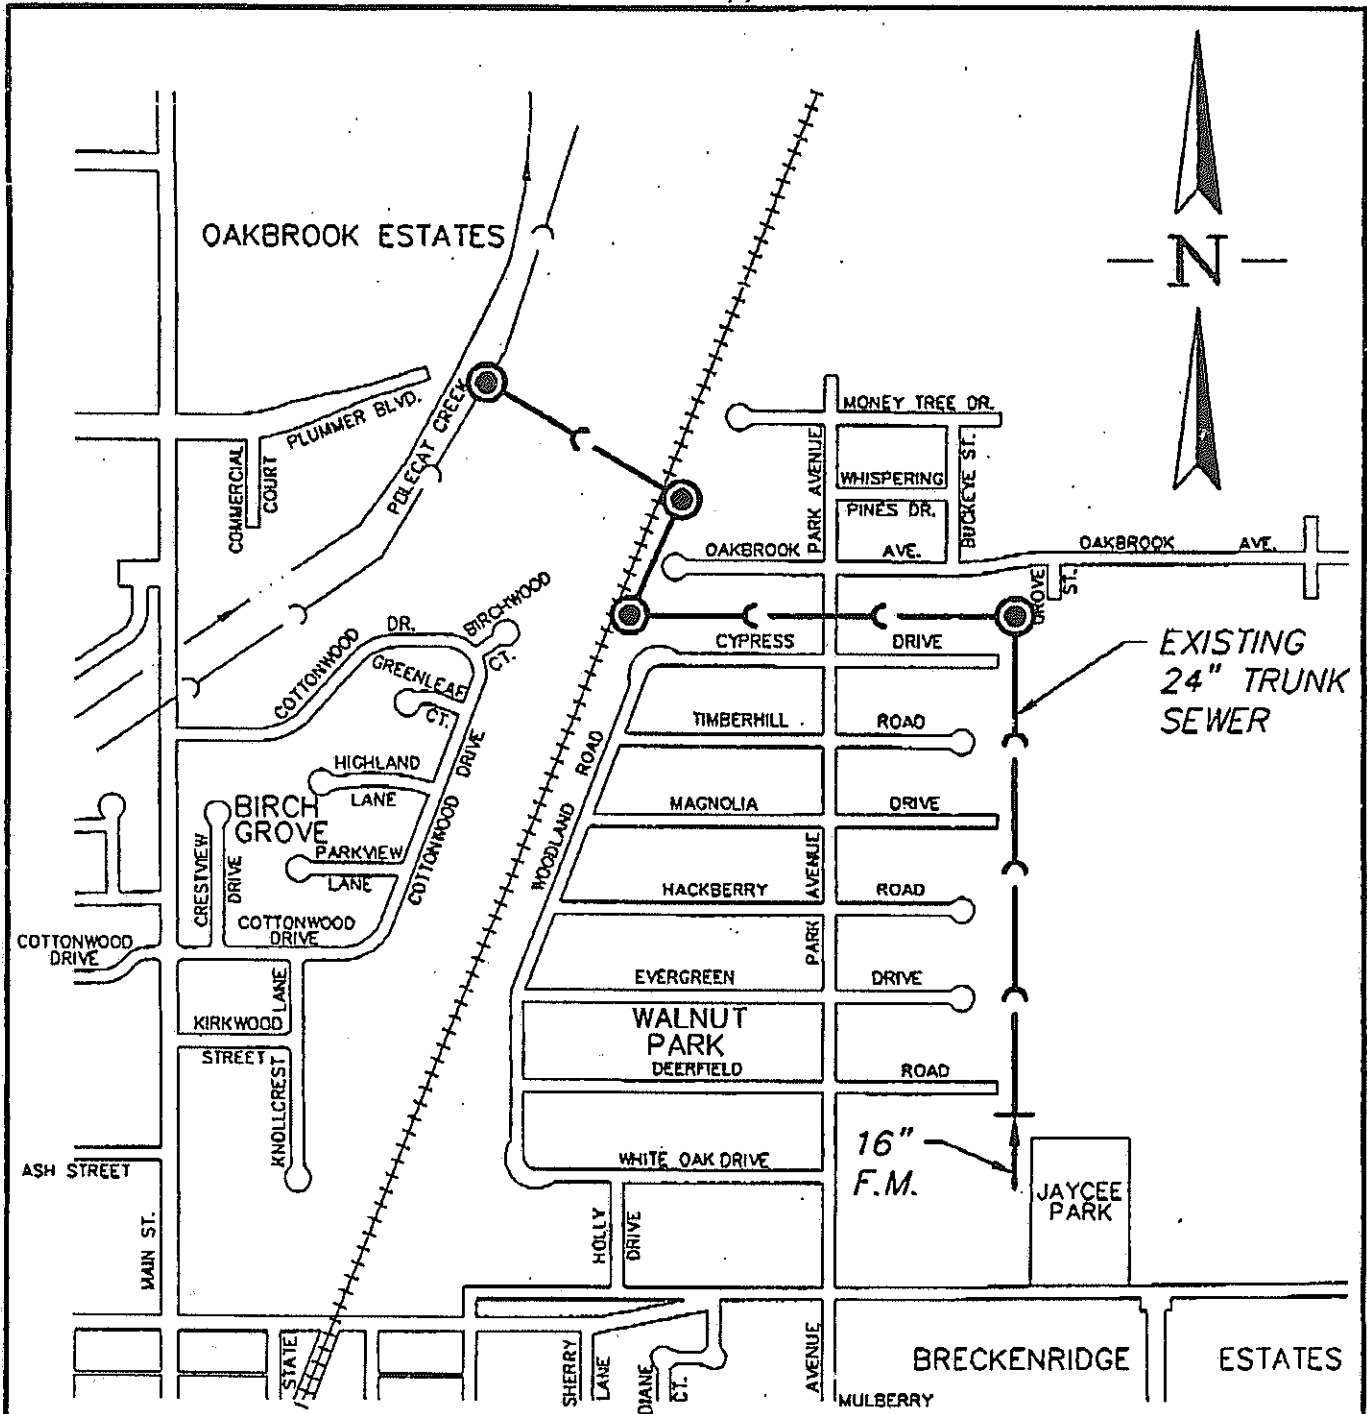 OAKBROOK ESTATES
N
PLUMMER BLVD.
POLECAT CREEK
COMMERCIAL
COURT
MONEY TREE DR.
PARK AVENUE
WHISPERING
PINES DR.
BUCKEYE ST.
OAKBROOK
AVE.
OAKBROOK
AVE.
GROVE
ST.
CYPRESS
DRIVE
EXISTING
24" TRUNK
SEWER
BIRCHWOOD
CT.
COTTONWOOD
DR.
GREENLEAF
CT.
TIMBERHILL
ROAD
HIGHLAND
LANE
COTTONWOOD DRIVE
WOODLAND ROAD
MAGNOLIA
DRIVE
BIRCH
GROVE
PARKVIEW
LANE
CRESTVIEW
DRIVE
HACKBERRY
ROAD
PARK AVENUE
COTTONWOOD
DRIVE
COTTONWOOD
DRIVE
EVERGREEN
DRIVE
KIRKWOOD
STREET
KNOLLCREST
LANE
WALNUT
PARK
DEERFIELD
ROAD
16"
F.M.
ASH STREET
WHITE OAK DRIVE
JAYCEE
PARK
MAIN ST.
HOLLY
DRIVE
STATE
SHERRY
LANE
DIANE
CT.
AVENUE
MULBERRY
BRECKENRIDGE
ESTATES